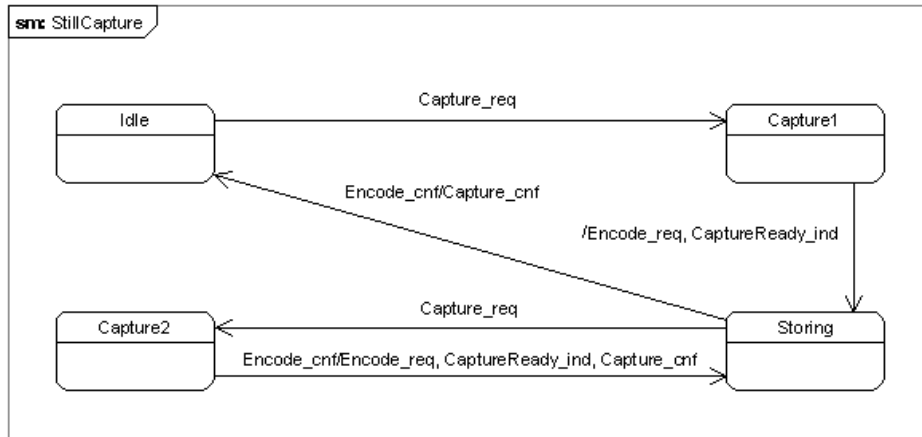 sm: StillCapture
Capture_req
Idle
Capture1
Encode_cnf/Capture_cnf
/Encode_req, CaptureReady_ind
Capture_req
Capture2
Storing
Encode_cnf/Encode_req, CaptureReady_ind, Capture_cnf